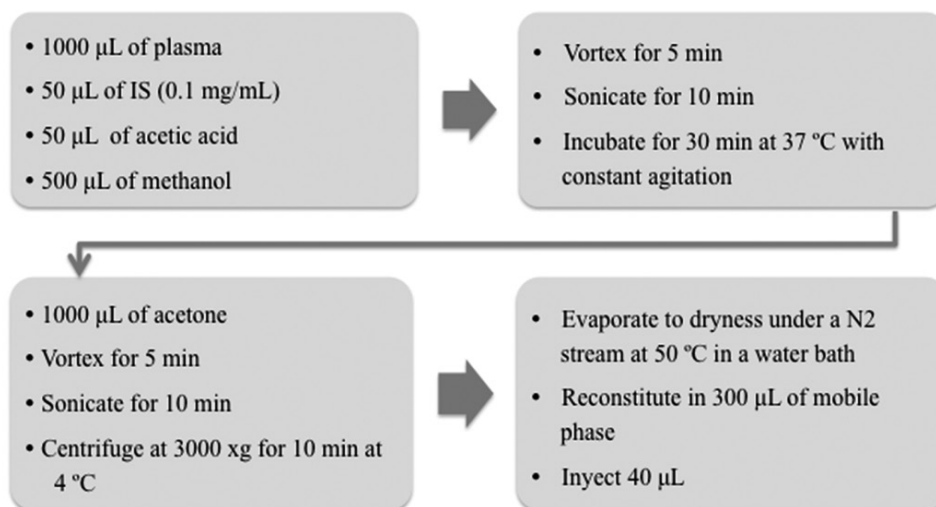 • 1000 μL of plasma
• 50 μL of IS (0.1 mg/mL)
• 50 μL of acetic acid
• 500 μL of methanol
• Vortex for 5 min
• Sonicate for 10 min
• Incubate for 30 min at 37 ºC with
constant agitation
• 1000 μL of acetone
• Vortex for 5 min
• Sonicate for 10 min
• Centrifuge at 3000 xg for 10 min at
4 ºC
• Evaporate to dryness under a N2
stream at 50 ºC in a water bath
• Reconstitute in 300 μL of mobile
phase
• Inyect 40 μL